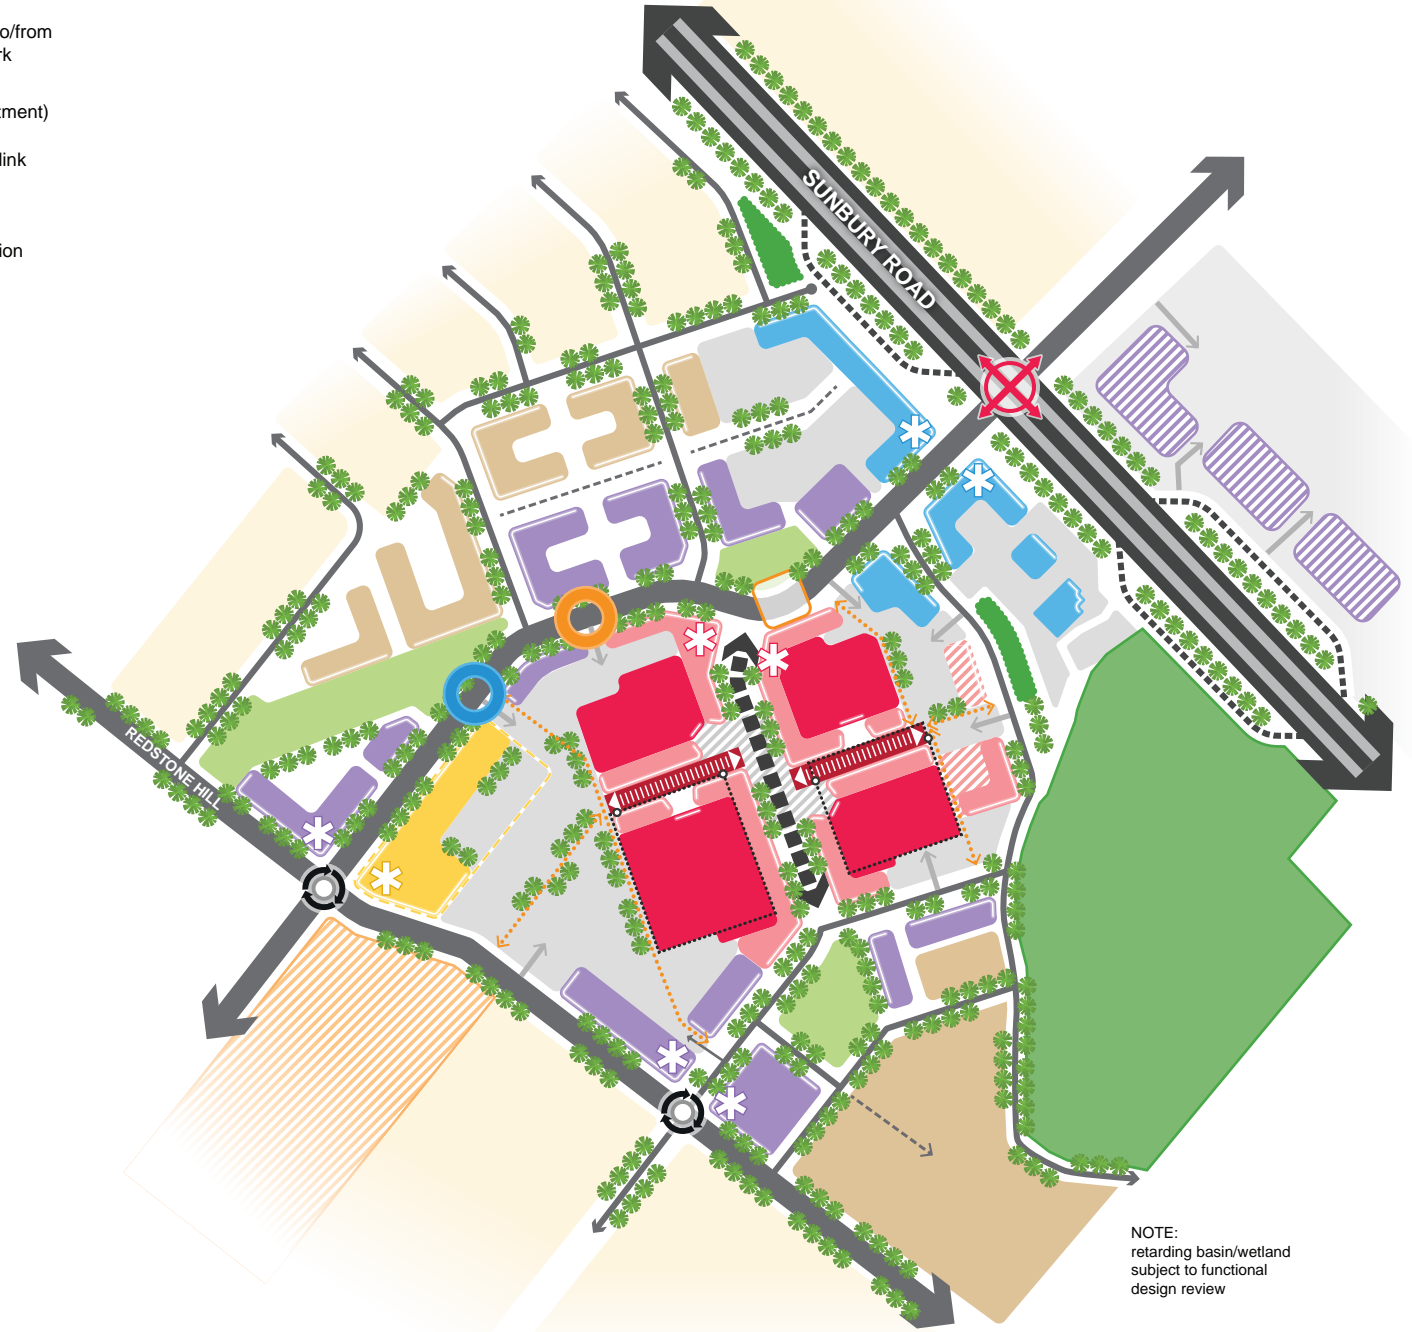 o/from
rk
tment)
link
ion
SUNBURY ROAD
REDSTONE HILL
NOTE:
retarding basin/wetland
subject to functional
design review